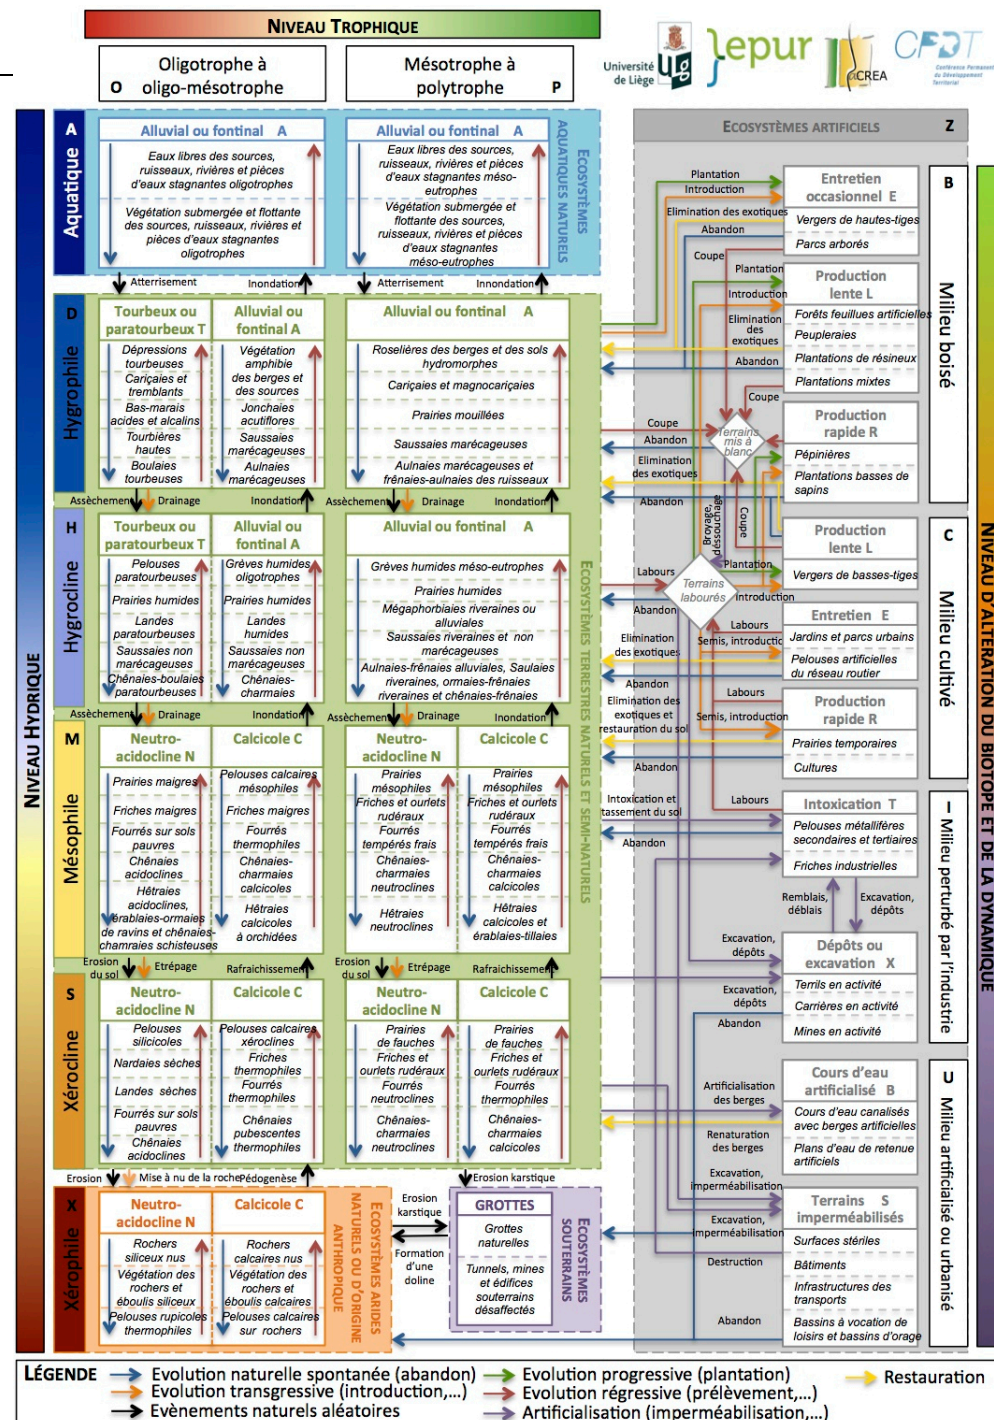 NIVEAU TROPHIQUE
Oligotrophe à
O oligo-mésotrophe
Mésotrophe à
polytrophe P
Université
de Liège
ulg
epur
aCREA
CPDT
Conférence Permanente
du Développement
Territorial
NIVEAU HYDRIQUE
A
Aquatique
Alluvial ou fontinal A
Eaux libres des sources,
ruisseaux, rivières et pièces
d'eaux stagnantes oligotrophes
Végétation submergée et flottante
des sources, ruisseaux, rivières et
pièces d'eaux stagnantes
oligotrophes
Alluvial ou fontinal A
Eaux libres des sources,
ruisseaux, rivières et pièces
d'eaux stagnantes méso-
eutrophes
Végétation submergée et
flottante des sources,
ruisseaux, rivières et pièces
d'eaux stagnantes
méso-eutrophes
ECOSYSTÈMES
AQUATIQUES NATURELS
Atterrisement
Inondation
Atterrisement
Innondation
D
Hygrophile
Tourbeux ou
paratourbeux T
Dépressions
tourbeuses
Cariçaies et
tremblants
Bas-marais
acides et alcalins
Tourbières
hautes
Boulaies
tourbeuses
Alluvial ou
fontinal A
Végétation
amphibie
des berges et
des sources
Jonchaies
acutiflores
Saussaies
marécageuses
Aulnaies
marécageuses
Alluvial ou fontinal A
Roselières des berges et des sols
hydromorphes
Cariçaies et magnocariçaies
Prairies mouillées
Saussaies marécageuses
Aulnaies marécageuses et
frênaies-aulnaies des ruisseaux
Assèchement
Drainage
Inondation
Assèchement
Drainage
Inondation
H
Hygrocline
Tourbeux ou
paratourbeux T
Pelouses
paratourbeuses
Prairies humides
Landes
paratourbeuses
Saussaies non
marécageuses
Chênaies-boulaies
paratourbeuses
Alluvial ou
fontinal A
Grèves humides
oligotrophes
Prairies humides
Landes
humides
Saussaies non
marécageuses
Chênaies-
charmaies
Alluvial ou fontinal A
Grèves humides méso-eutrophes
Prairies humides
Mégaphorbiaies riveraines ou
alluviales
Saussaies riveraines et non
marécageuses
Aulnaies-frênaies alluviales, Saulaies
riveraines, ormaies-frênaies
riveraines et chênaies-frênaies
Assèchement
Drainage
Inondation
Assèchement
Drainage
Inondation
M
Mésophile
Neutro-
acidocline N
Prairies maigres
Friches maigres
Fourrés sur sols
pauvres
Chênaies
acidoclines
Hêtraies
acidoclines,
érablaies-ormaies
de ravins et chênaies-
chamraies schisteuses
Calcicole C
Pelouses calcaires
mésophiles
Friches maigres
Fourrés
thermophiles
Chênaies-
charmaies
calcicoles
Hêtraies
calcicoles
à orchidées
Neutro-
acidocline N
Prairies
mésophiles
Friches et ourlets
rudéraux
Fourrés
tempérés frais
Chênaies-
charmaies
neutroclines
Hêtraies
neutroclines
Calcicole C
Prairies
mésophiles
Friches et ourlets
rudéraux
Fourrés
tempérés frais
Chênaies-
charmaies
calcicoles
Hêtraies
calcicoles et
érablaies-tillaies
ECOSYSTÈMES TERRESTRES NATURELS ET SEMI-NATURELS
Erosion
du sol
Etrépage
Rafraichissement
Erosion
du sol
Etrépage
Rafraichissement
S
Xérocline
Neutro-
acidocline N
Pelouses
silicicoles
Nardaies sèches
Landes sèches
Fourrés sur sols
pauvres
Chênaies
acidoclines
Calcicole C
Pelouses calcaires
xéroclines
Friches
thermophiles
Fourrés
thermophiles
Chênaies
pubescentes
thermophiles
Neutro-
acidocline N
Prairies
de fauches
Friches et
ourlets rudéraux
Fourrés
neutroclines
Chênaies-
charmaies
neutroclines
Calcicole C
Prairies
de fauches
Friches et
ourlets rudéraux
Fourrés
thermophiles
Chênaies-
charmaies
calcicoles
Erosion
Mise à nu de la roche
Pédogenèse
Erosion karstique
X
Xérophile
Neutro-
acidocline N
Rochers
siliceux nus
Végétation des
rochers et
éboulis siliceux
Pelouses rupicoles
thermophiles
Calcicole C
Rochers
calcaires nus
Végétation des
rochers et
éboulis calcaires
Pelouses calcaires
sur rochers
ECOSYSTÈMES ARIDES
NATURELS OU D'ORIGINE
ANTHROPIQUE
Erosion
karstique
Formation
d'une
doline
GROTTES
Grottes
naturelles
Tunnels, mines
et édifices
souterrains
désaffectés
ECOSYSTÈMES
SOUTERRAINS
ECOSYSTÈMES ARTIFICIELS Z
Plantation
Introduction
Elimination des exotiques
Abandon
Coupe
Entretien
occasionnel E
Vergers de hautes-tiges
Parcs arborés
Plantation
Introduction
Elimination
des
exotiques
Abandon
Coupe
Production
lente L
Forêts feuillues artificielles
Peupleraies
Plantations de résineux
Plantations mixtes
Coupe
Abandon
Elimination
des exotiques
Abandon
Terrains
mis à
blanc
Production
rapide R
Pépinières
Plantations basses de
sapins
B
Milieu boisé
Broyage,
déssouchage
Coupe
Plantation
Introduction
Labours
Abandon
Terrains
labourés
Production
lente L
Vergers de basses-tiges
Labours
Semis, introductic
Elimination
des exotiques
Abandon
Entretien E
Jardins et parcs urbains
Pelouses artificielles
du réseau routier
Labours
Semis, introduction
Elimination des
exotiques et
restauration du sol
Abandon
Production
rapide R
Prairies temporaires
Cultures
C
Milieu cultivé
Intoxication et
tassement du sol
Abandon
Labours
Intoxication T
Pelouses métallifères
secondaires et tertiaires
Friches industrielles
Remblais,
déblais
Excavation,
dépôts
Excavation,
dépôts
Excavation,
dépôts
Abandon
Dépôts ou
excavation X
Terrils en activité
Carrières en activité
Mines en activité
I Milieu perturbé par l'industrie
Artificialisation
des berges
Renaturation
des berges
Cours d'eau
artificialisé B
Cours d'eau canalisés
avec berges artificielles
Plans d'eau de retenue
artificiels
Excavation,
imperméabilisation
Excavation,
imperméabilisation
Destruction
Abandon
Terrains S
imperméabilisés
Surfaces stériles
Bâtiments
Infrastructures des
transports
Bassins à vocation de
loisirs et bassins d'orage
U Milieu artificialisé ou urbanisé
NIVEAU D'ALTÉRATION DU BIOTOPE ET DE LA DYNAMIQUE
LÉGENDE
Evolution naturelle spontanée (abandon)
Evolution transgressive (introduction,...)
Evènements naturels aléatoires
Evolution progressive (plantation)
Evolution régressive (prélèvement,...)
Artificialisation (imperméabilisation,...)
Restauration